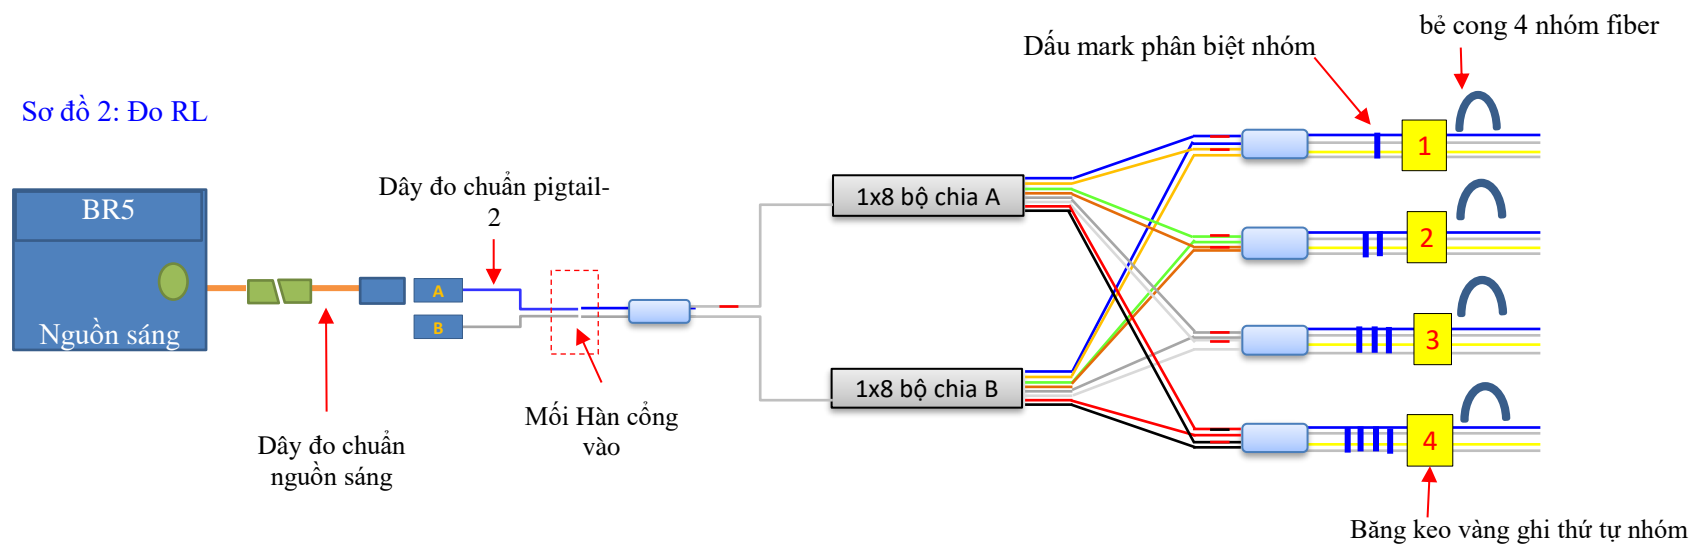 bẻ cong 4 nhóm fiber
Dấu mark phân biệt nhóm
Sơ đồ 2: Đo RL
BR5
Nguồn sáng
Dây đo chuẩn pigtail-
2
A
B
Dây đo chuẩn
nguồn sáng
Mối Hàn cổng
vào
1x8 bộ chia A
1x8 bộ chia B
1
2
3
4
Băng keo vàng ghi thứ tự nhóm